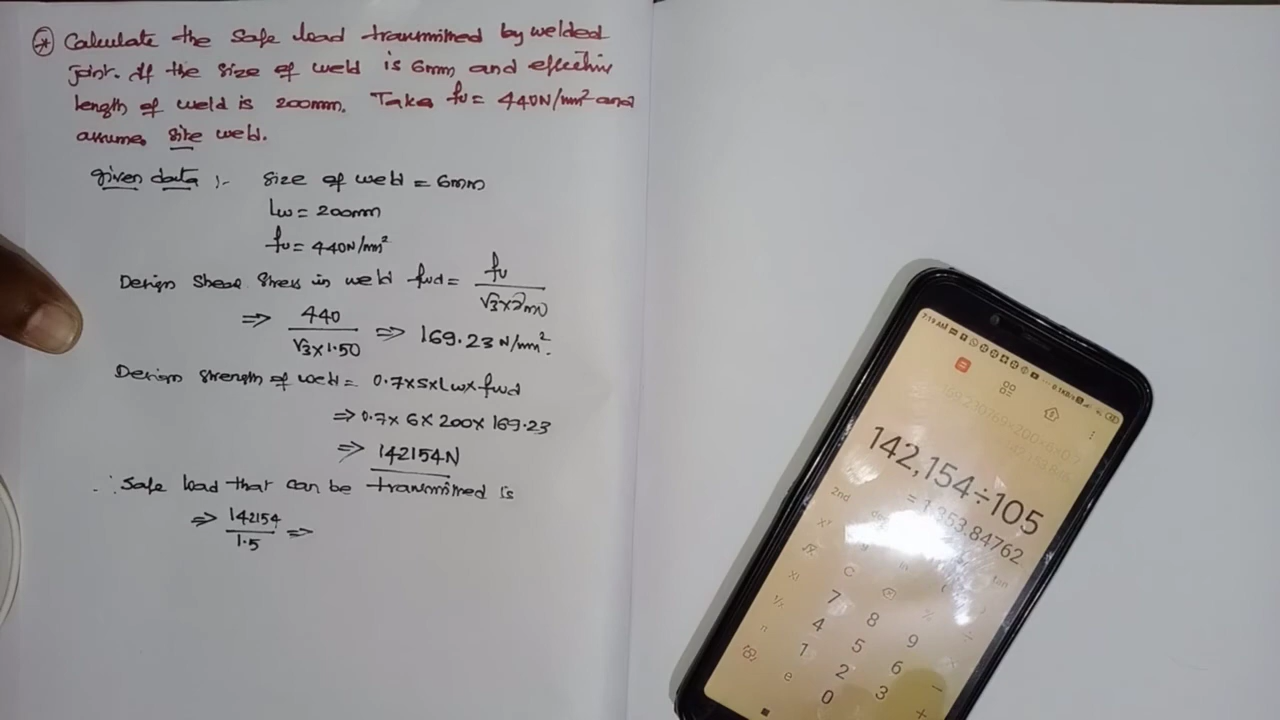 * Calculate the safe load transmitted by welded
joint. If the size of weld is 6mm and effective
length of weld is 200mm. Take fu = 440N/mm² and
assume site weld.
given data :- size of weld = 6mm
Lw = 200mm
fu = 440N/mm²
Design Shear Stress in weld fwd = fu / √3 × γmw
⇒ 440 / √3 × 1.50 ⇒ 169.23 N/mm².
Design strength of weld = 0.7×S×Lw×fwd
⇒ 0.7 × 6 × 200 × 169.23
⇒ 142154N
∴ Safe load that can be transmitted is
⇒ 142154 / 1.5 ⇒
7:19 AM
142,154÷105
= 1,353.84762
2nd
tan
C
7 8 9
4 5 6
1 2 3
e 0